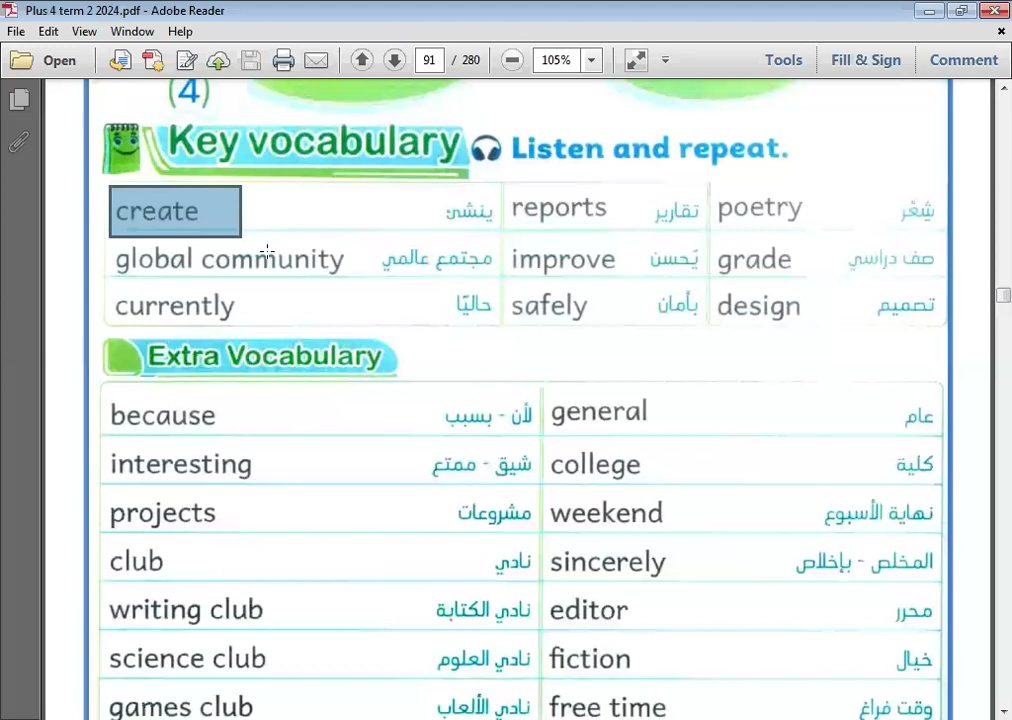 Plus 4 term 2 2024.pdf - Adobe Reader
File Edit View Window Help
Open 91 / 280 105% Tools Fill & Sign Comment
(4)
Key vocabulary Listen and repeat.
create ينشئ reports تقارير poetry شِعْر
global community مجتمع عالمي improve يُحسن grade صف دراسي
currently حاليًا safely بأمان design تصميم
Extra Vocabulary
because لأن - بسبب general عام
interesting شيق - ممتع college كلية
projects مشروعات weekend نهاية الأسبوع
club نادي sincerely المخلص - بإخلاص
writing club نادي الكتابة editor محرر
science club نادي العلوم fiction خيال
games club نادي الألعاب free time وقت فراغ